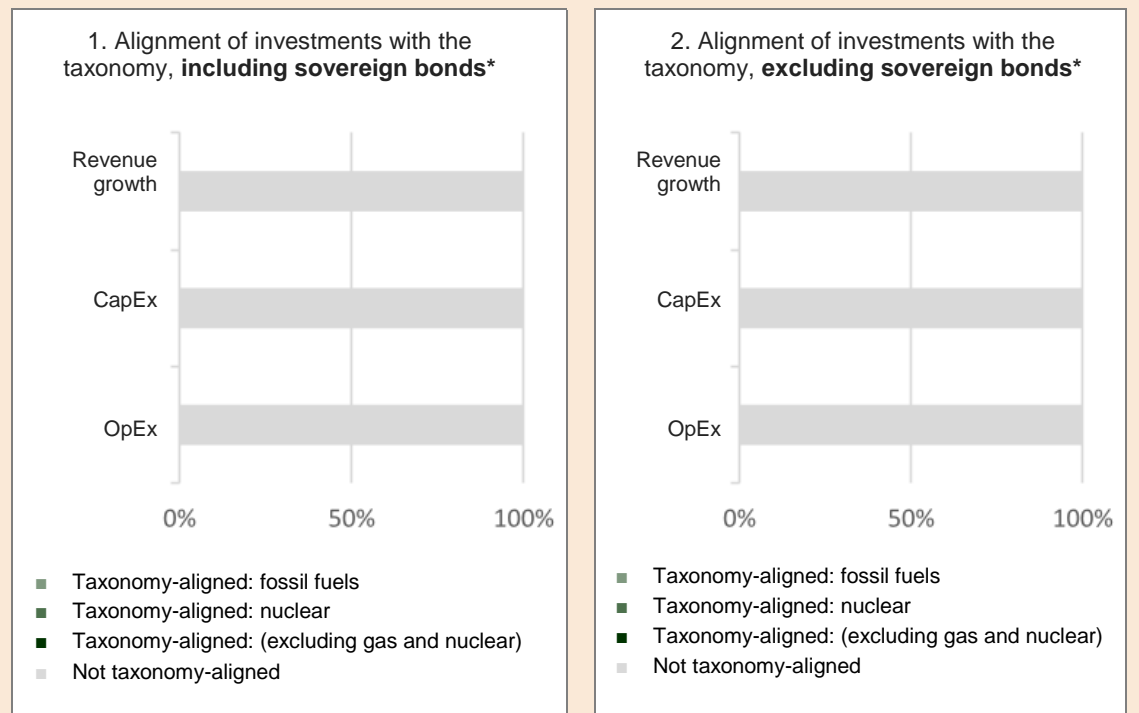 1. Alignment of investments with the
taxonomy, including sovereign bonds*
Revenue
growth
CapEx
OpEx
0% 50% 100%
Taxonomy-aligned: fossil fuels
Taxonomy-aligned: nuclear
Taxonomy-aligned: (excluding gas and nuclear)
Not taxonomy-aligned
2. Alignment of investments with the
taxonomy, excluding sovereign bonds*
Revenue
growth
CapEx
OpEx
0% 50% 100%
Taxonomy-aligned: fossil fuels
Taxonomy-aligned: nuclear
Taxonomy-aligned: (excluding gas and nuclear)
Not taxonomy-aligned